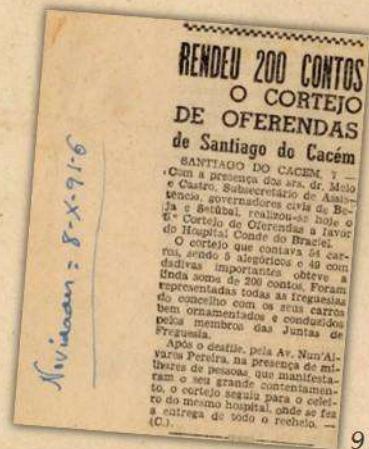 RENDEU 200 CONTOS
O CORTEJO
DE OFERENDAS
de Santiago do Cacém
SANTIAGO DO CACEM, 7 —
Com a presença dos srs. dr. Melo
e Castro, Subsecretário de Assis-
tencia, governadores civis de Be-
ja e Setúbal, realizou-se hoje o
Cortejo de Oferendas a favor
do Hospital Conde do Bracial.
O cortejo que contava 54 car-
ros, sendo 5 alegóricos e 49 com
dadivas importantes obteve a
linda soma de 200 contos. Foram
representadas todas as freguesias
do concelho com os seus carros
bem ornamentados e conduzidos
pelos membros das Juntas de
Freguesia.
Após o desfile, pela Av. Nun'Al-
vares Pereira, na presença de mi-
lhares de pessoas, que manifesta-
ram o seu grande contentamen-
to, o cortejo seguiu para o celei-
ro do mesmo hospital, onde se fez
a entrega de todo o recheio. —
(C.).
Novidades = 8-X-91-6
9